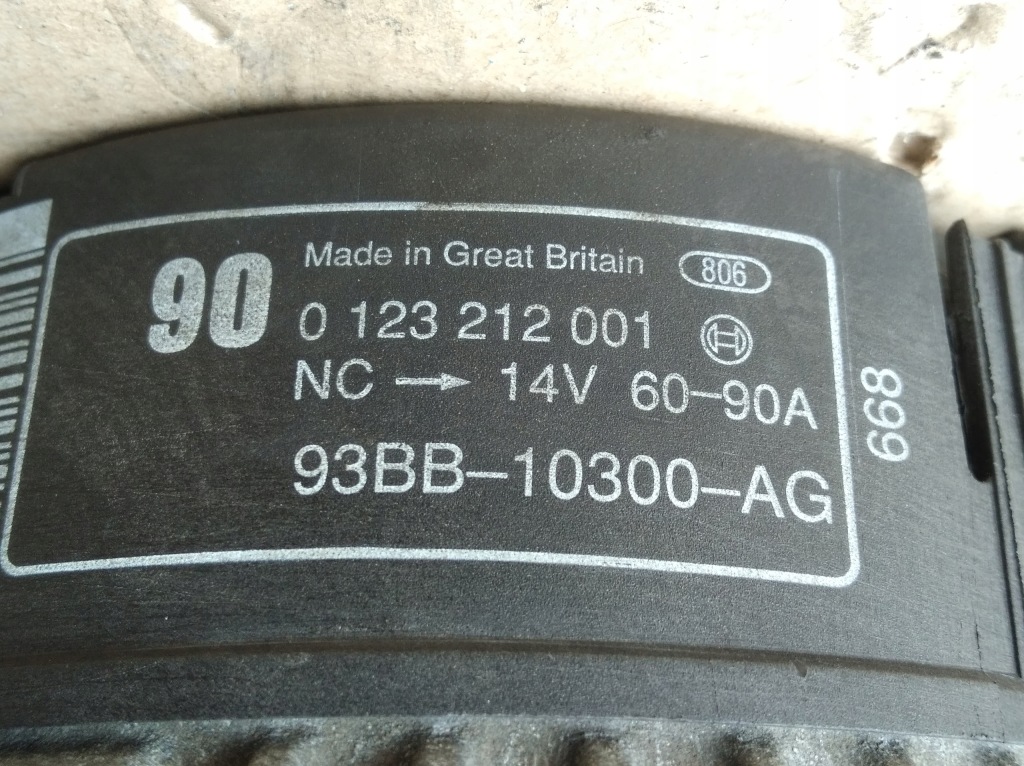 90
Made in Great Britain 806
0 123 212 001
NC → 14V 60-90A
93BB-10300-AG
668